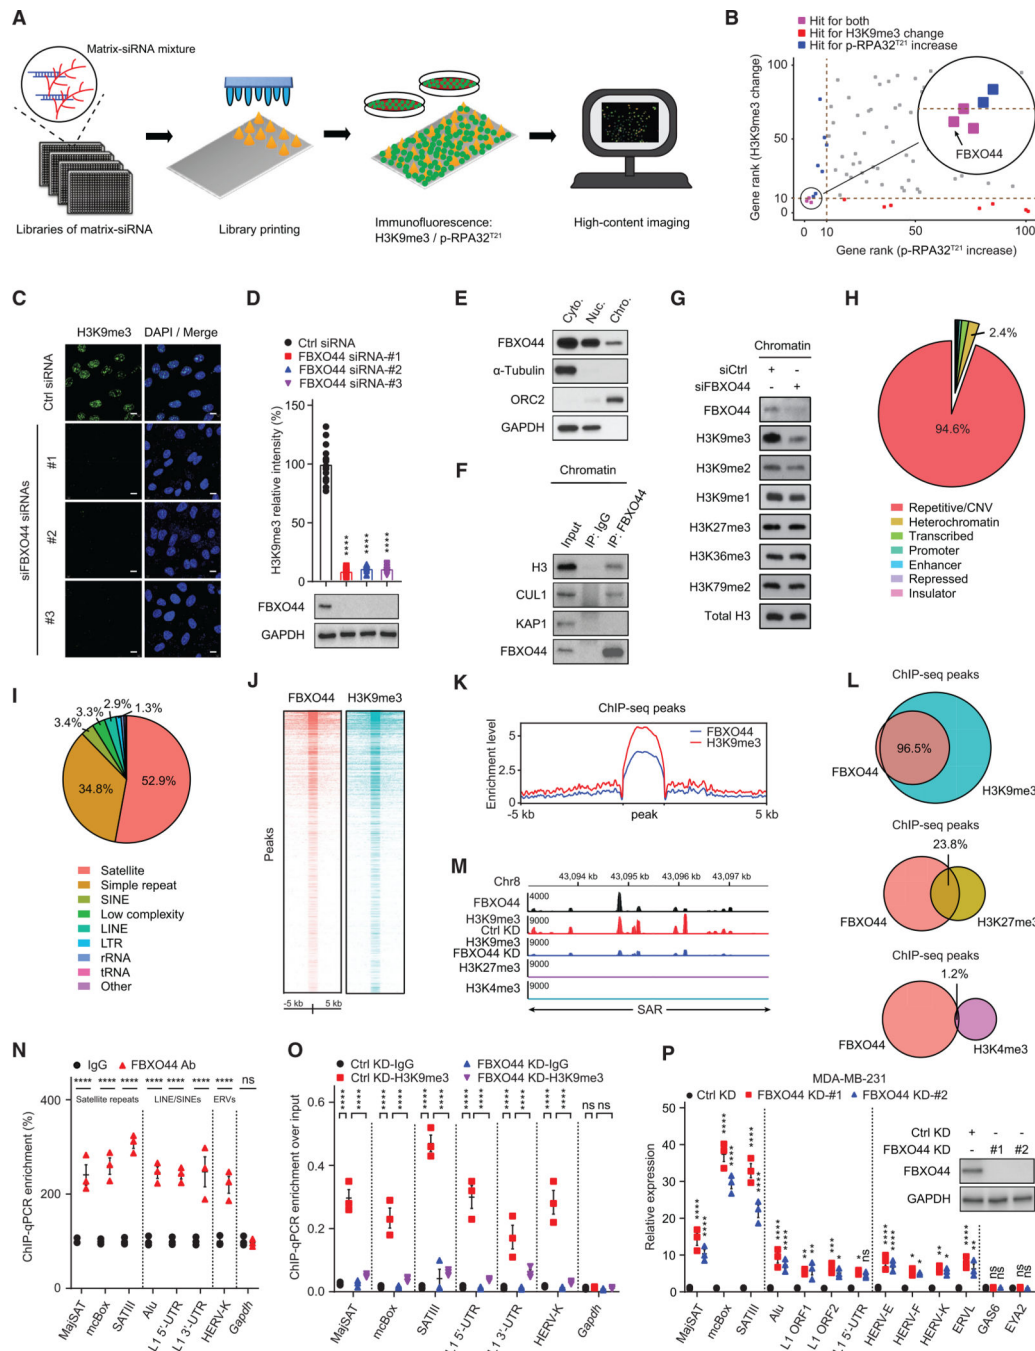 A
Matrix-siRNA mixture
Libraries of matrix-siRNA
Library printing
Immunofluorescence:
H3K9me3 / p-RPA32T21
High-content imaging
B
Hit for both
Hit for H3K9me3 change
Hit for p-RPA32T21 increase
Gene rank (H3K9me3 change)
100
50
10
0
FBXO44
0 10 50 100
Gene rank (p-RPA32T21 increase)
C
H3K9me3 DAPI / Merge
Ctrl siRNA
siFBXO44 siRNAs
#1
#2
#3
D
Ctrl siRNA
FBXO44 siRNA-#1
FBXO44 siRNA-#2
FBXO44 siRNA-#3
H3K9me3 relative intensity (%)
150
100
50
0
**** **** ****
FBXO44
GAPDH
E
Cyto. Nuc. Chro.
FBXO44
α-Tubulin
ORC2
GAPDH
F
Chromatin
Input IP: IgG IP: FBXO44
H3
CUL1
KAP1
FBXO44
G
Chromatin
siCtrl + -
siFBXO44 - +
FBXO44
H3K9me3
H3K9me2
H3K9me1
H3K27me3
H3K36me3
H3K79me2
Total H3
H
2.4%
94.6%
Repetitive/CNV
Heterochromatin
Transcribed
Promoter
Enhancer
Repressed
Insulator
I
3.4% 3.3% 2.9% 1.3%
34.8% 52.9%
Satellite
Simple repeat
SINE
Low complexity
LINE
LTR
rRNA
tRNA
Other
J
FBXO44 H3K9me3
Peaks
-5 kb 5 kb
K
ChIP-seq peaks
FBXO44
H3K9me3
Enrichment level
5
2.5
0
-5 kb peak 5 kb
L
ChIP-seq peaks
96.5%
FBXO44
H3K9me3
ChIP-seq peaks
23.8%
FBXO44
H3K27me3
ChIP-seq peaks
1.2%
FBXO44
H3K4me3
M
Chr8
43,094 kb 43,095 kb 43,096 kb 43,097 kb
FBXO44 4000
H3K9me3 Ctrl KD 9000
H3K9me3 FBXO44 KD 9000
H3K27me3 9000
H3K4me3 9000
SAR
N
IgG FBXO44 Ab
**** **** **** **** **** **** **** ns
Satellite repeats LINE/SINEs ERVs
ChIP-qPCR enrichment (%)
400
200
100
0
MajSAT mcBox SATIII Alu L1 5'-UTR L1 3'-UTR HERV-K Gapdh
O
Ctrl KD-IgG FBXO44 KD-IgG
Ctrl KD-H3K9me3 FBXO44 KD-H3K9me3
**** **** **** **** **** **** **** **** **** **** **** **** ns ns
ChIP-qPCR enrichment over input
0.6
0.4
0.2
0.0
MajSAT mcBox SATIII L1 5'-UTR L1 3'-UTR HERV-K Gapdh
P
MDA-MB-231
Ctrl KD FBXO44 KD-#1 FBXO44 KD-#2
Ctrl KD + - -
FBXO44 KD - #1 #2
FBXO44
GAPDH
Relative expression
50
40
30
20
10
0
MajSAT mcBox SATIII Alu L1 ORF1 L1 ORF2 L1 5'-UTR HERV-E HERV-F HERV-K ERVL GAS6 EYA2